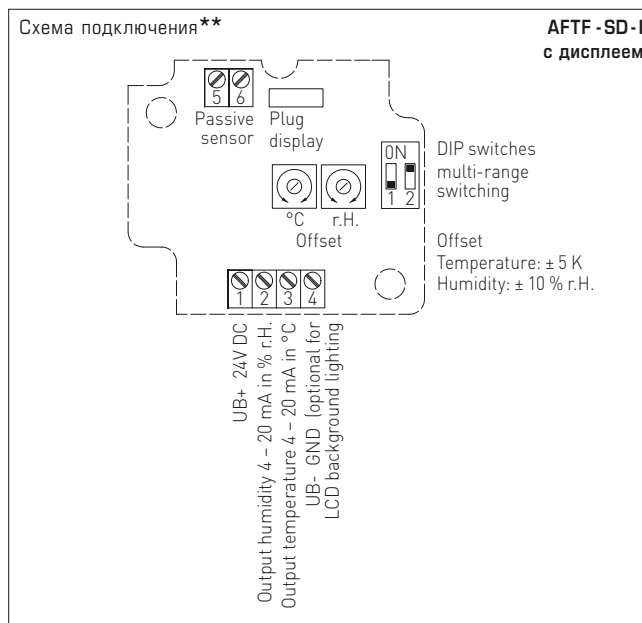 Схема подключения**
AFTF - SD - I
с дисплеем
5 6
Passive
sensor
Plug
display
ON
1 2
DIP switches
multi-range
switching
°C
r.H.
Offset
Offset
Temperature: ± 5 K
Humidity: ± 10 % r.H.
1 2 3 4
UB+ 24V DC
Output humidity 4 – 20 mA in % r.H.
Output temperature 4 – 20 mA in °C
UB- GND (optional for
LCD background lighting